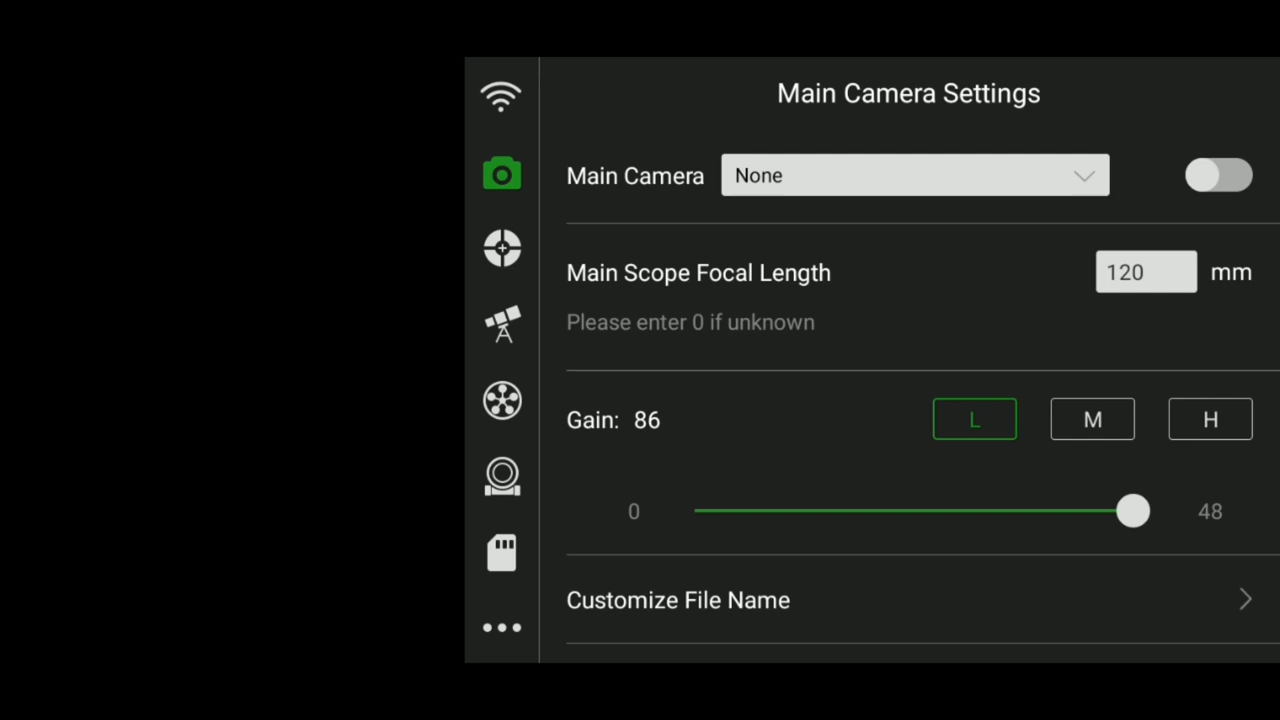 Main Camera Settings
Main Camera None
Main Scope Focal Length 120 mm
Please enter 0 if unknown
Gain: 86 L M H
0 48
Customize File Name